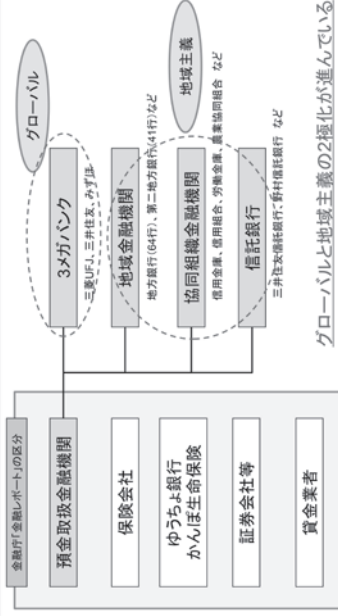 金融庁「金融レポート」の区分
預金取扱金融機関
保険会社
ゆうちょ銀行
かんぽ生命保険
証券会社等
貸金業者
3メガバンク
三菱UFJ、三井住友、みずほ
地域金融機関
地方銀行(64行)、第二地方銀行(41行)など
協同組織金融機関
信用金庫、信用組合、労働金庫、農業協同組合 など
信託銀行
三井住友信託銀行、野村信託銀行 など
グローバル
地域主義
グローバルと地域主義の2極化が進んでいる